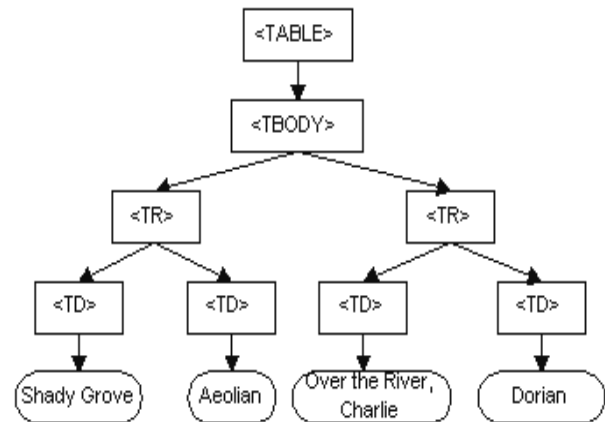 <TABLE>
<TBODY>
<TR>
<TR>
<TD>
<TD>
<TD>
<TD>
Shady Grove
Aeolian
Over the River,
Charlie
Dorian